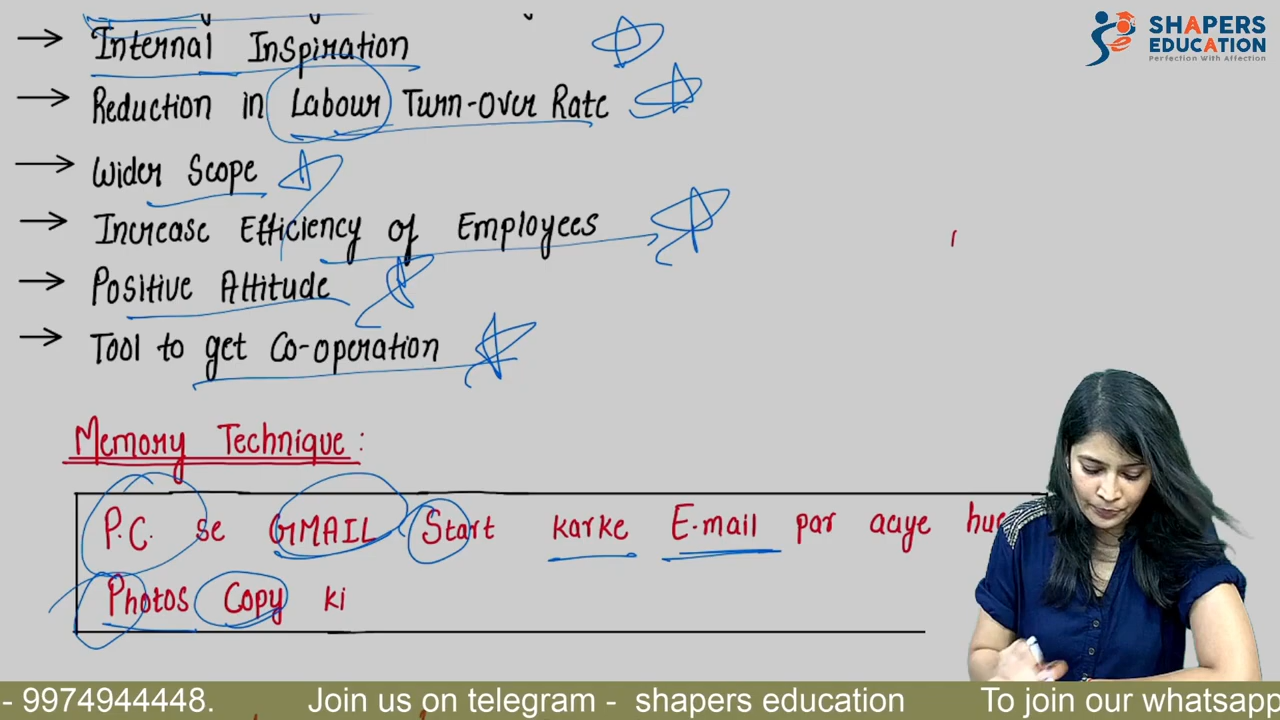 SHAPERS
EDUCATION
Perfection With Affection
→ Internal Inspiration
→ Reduction in Labour Turn-Over Rate
→ Wider Scope
→ Increase Efficiency of Employees
→ Positive Attitude
→ Tool to get Co-operation
Memory Technique:
P.C. se GMAIL Start karke E-mail par aaye hue
Photos Copy ki
- 9974944448. Join us on telegram - shapers education To join our whatsapp